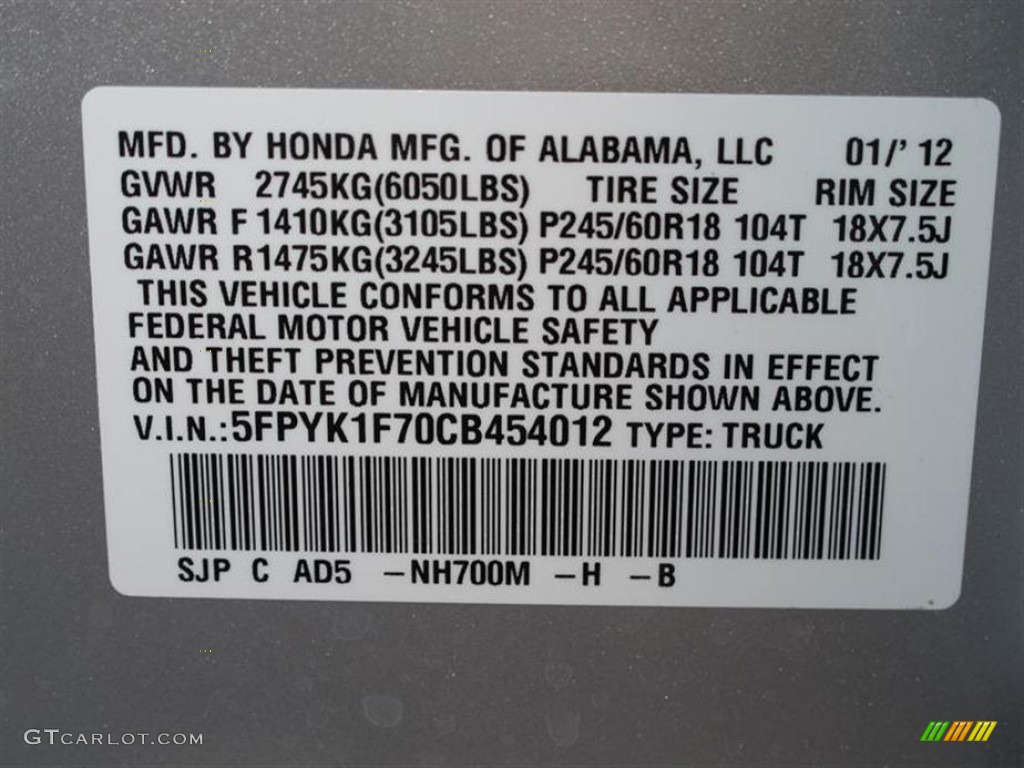 MFD. BY HONDA MFG. OF ALABAMA, LLC 01/' 12
GVWR 2745KG(6050LBS) TIRE SIZE RIM SIZE
GAWR F 1410KG(3105LBS) P245/60R18 104T 18X7.5J
GAWR R1475KG(3245LBS) P245/60R18 104T 18X7.5J
THIS VEHICLE CONFORMS TO ALL APPLICABLE
FEDERAL MOTOR VEHICLE SAFETY
AND THEFT PREVENTION STANDARDS IN EFFECT
ON THE DATE OF MANUFACTURE SHOWN ABOVE.
V.I.N.:5FPYK1F70CB454012 TYPE: TRUCK
SJP C AD5 -NH700M -H -B
GTCARLOT.COM